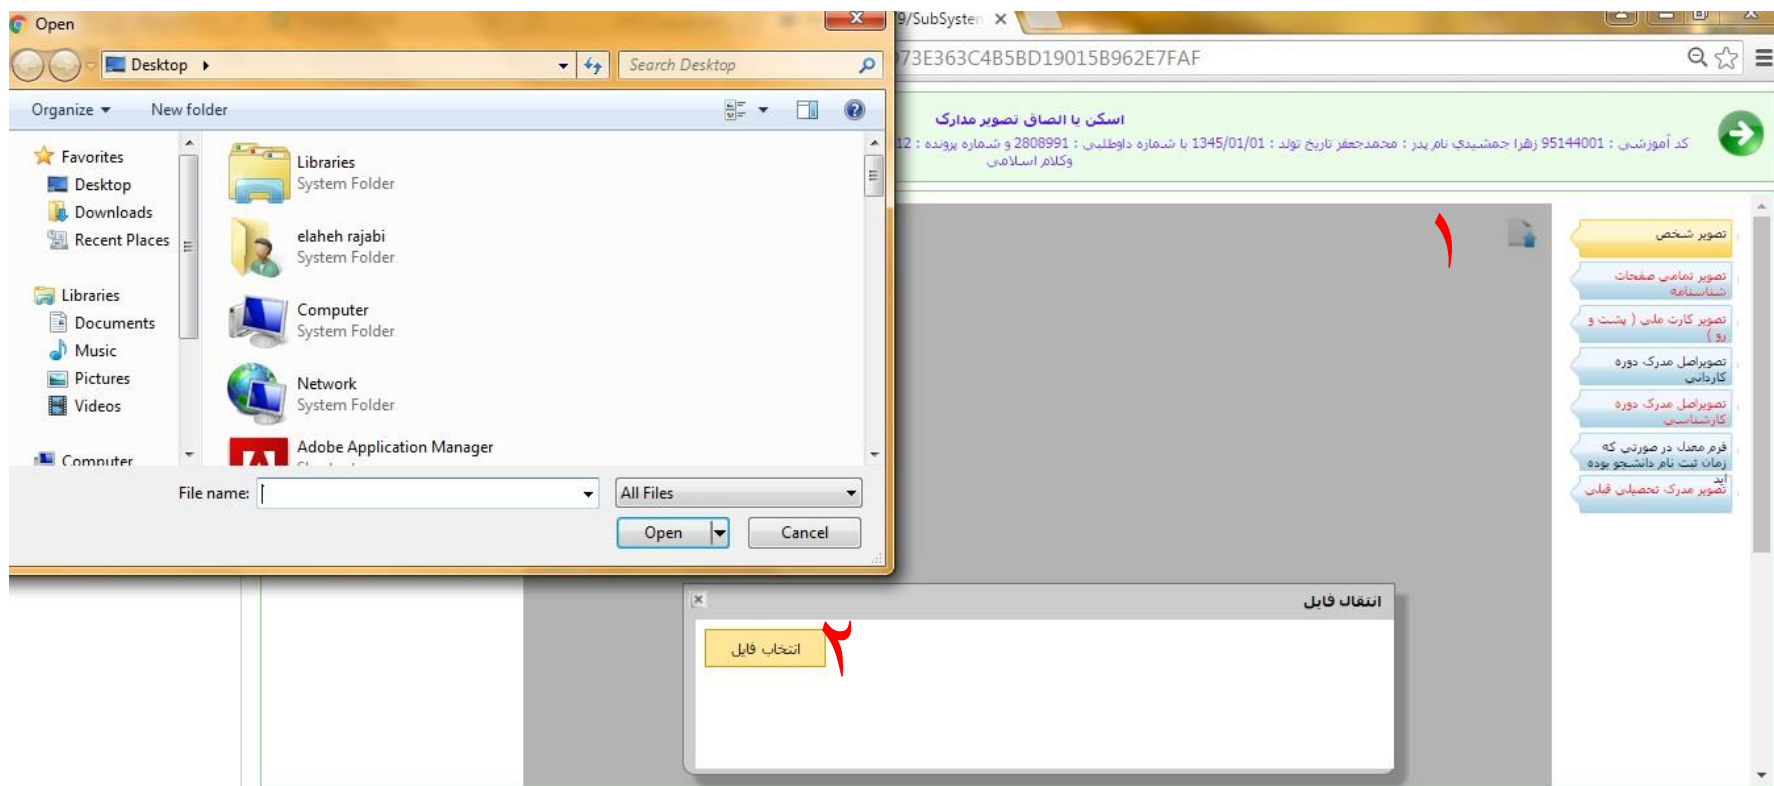 Open
Desktop
Search Desktop
Organize
New folder
Favorites
Desktop
Downloads
Recent Places
Libraries
Documents
Music
Pictures
Videos
Computer
Libraries
System Folder
elaheh rajabi
System Folder
Computer
System Folder
Network
System Folder
Adobe Application Manager
File name:
All Files
Open
Cancel
9/SubSyster
73E363C4B5BD19015B962E7FAF
اسکن یا الصاق تصویر مدارک
کد آموزشی : 95144001 زهرا جمشیدي نام پدر : محمدجعفر تاریخ تولد : 1345/01/01 با شماره داوطلبی : 2808991 و شماره پرونده : 12
وکلام اسلامی
۱
تصویر شخص
تصویر تمامی صفحات
شناسنامه
تصویر کارت ملی ( پشت و
رو )
تصویراصل مدرک دوره
کاردانی
تصویراصل مدرک دوره
کارشناسی
فرم معدل در صورتی که
زمان ثبت نام دانشجو بوده
اید
تصویر مدرک تحصیلی قبلی
انتقال فایل
انتخاب فایل
۲